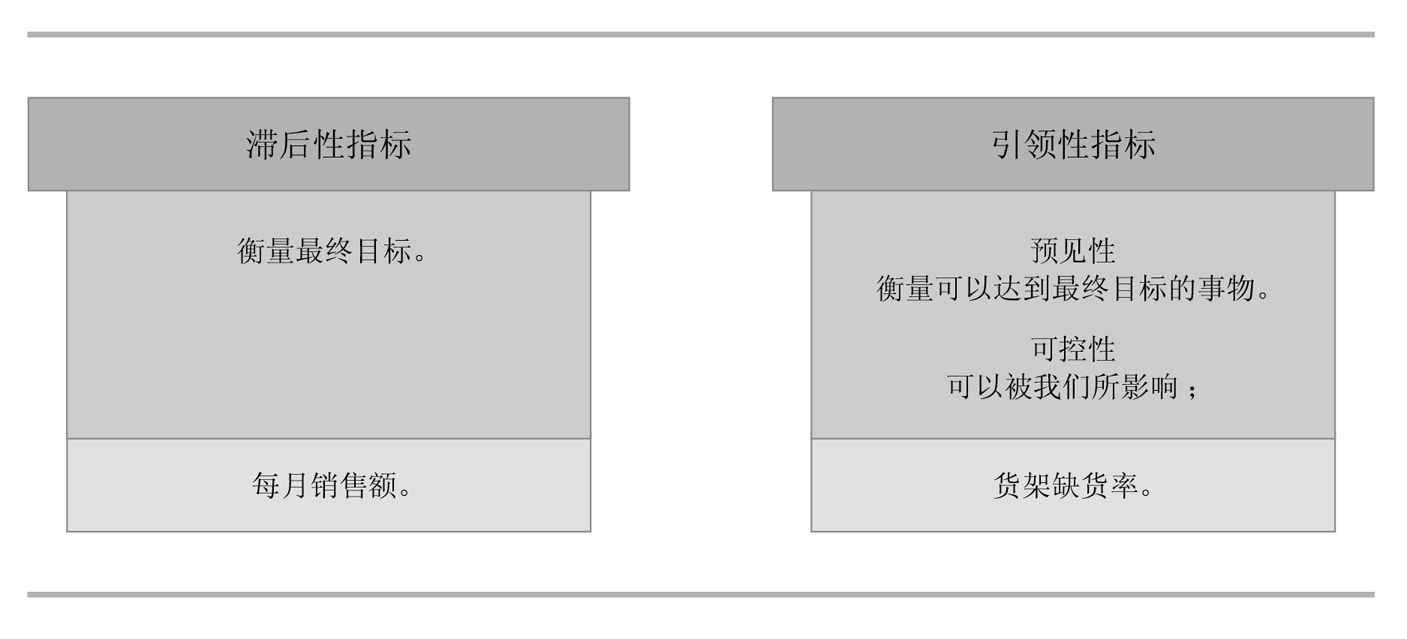 滞后性指标
衡量最终目标。
每月销售额。
引领性指标
预见性
衡量可以达到最终目标的事物。
可控性
可以被我们所影响；
货架缺货率。